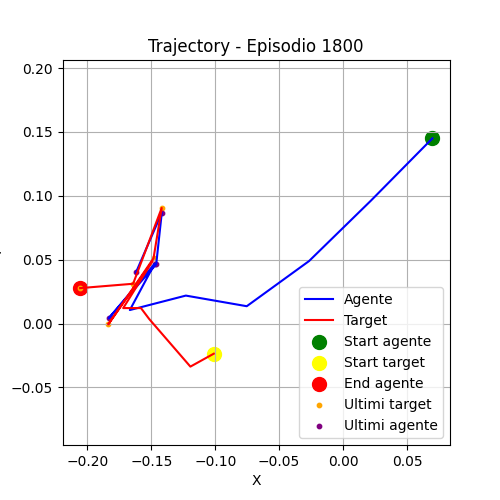 Trajectory - Episodio 1800
0.20
0.15
0.10
0.05
0.00
−0.05
Agente
Target
Start agente
Start target
End agente
Ultimi target
Ultimi agente
−0.20 −0.15 −0.10 −0.05 0.00 0.05
X